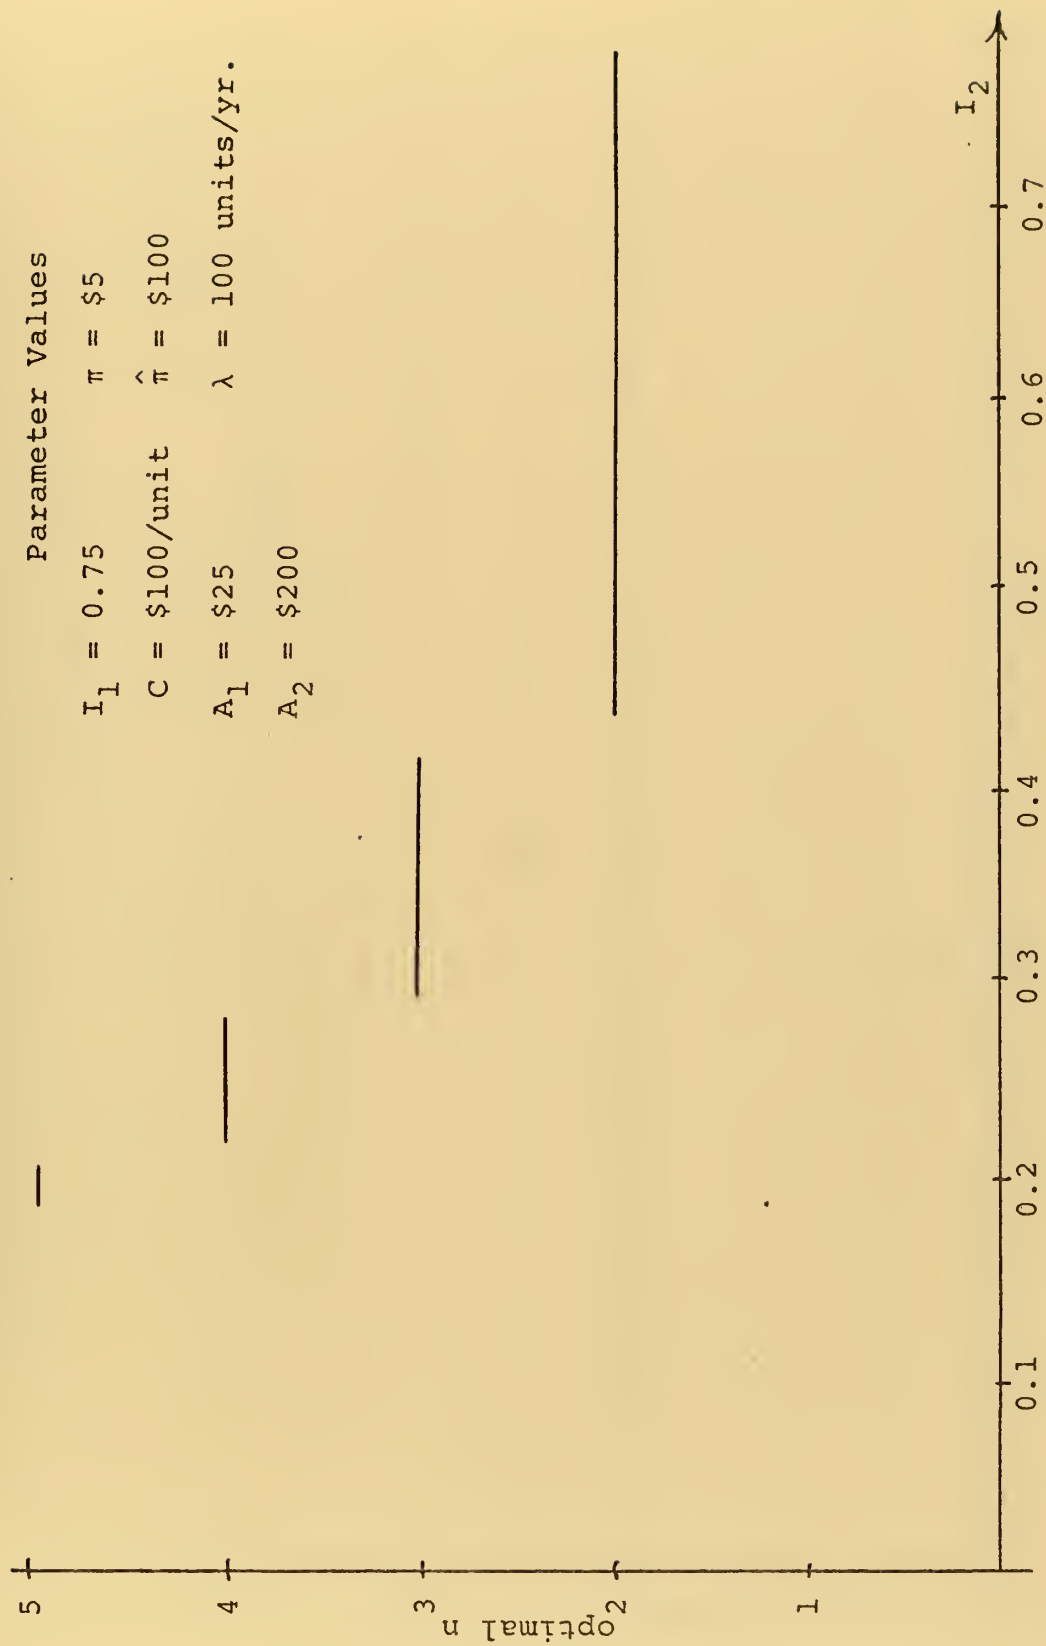 Parameter Values
I₁ = 0.75 π = $5
C = $100/unit π̂ = $100
A₁ = $25 λ = 100 units/yr.
A₂ = $200
optimal n
5
4
3
2
1
0.1 0.2 0.3 0.4 0.5 0.6 0.7
I₂